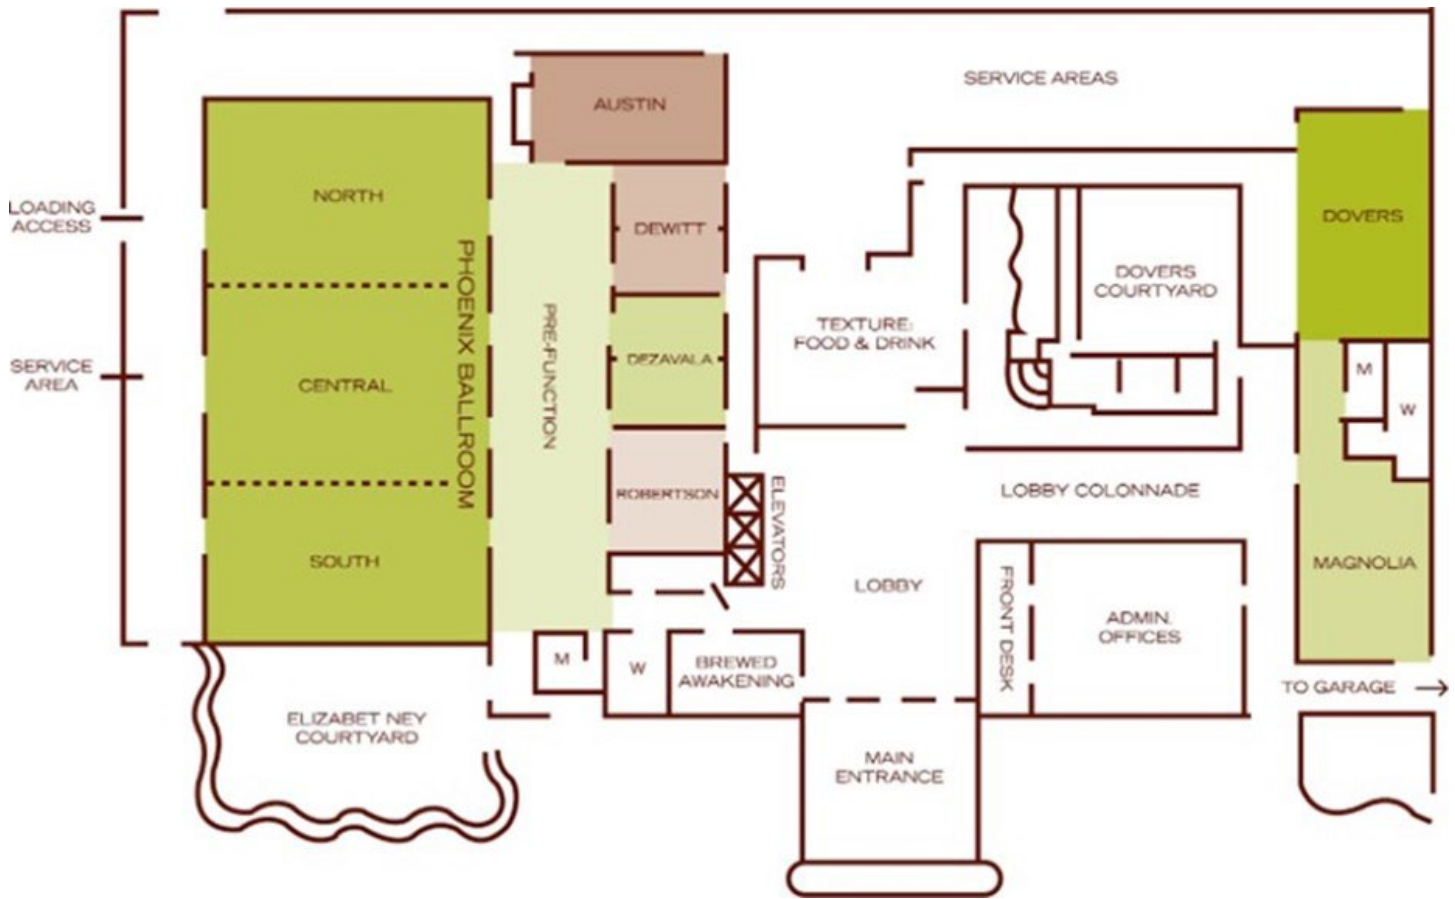 SERVICE AREAS
AUSTIN
NORTH
LOADING
ACCESS
DEWITT
DOVERS
PHOENIX BALLROOM
PRE-FUNCTION
DOVERS
COURTYARD
TEXTURE:
FOOD & DRINK
SERVICE
AREA
CENTRAL
DEZAVALA
M
W
ROBERTSON
ELEVATORS
LOBBY COLONNADE
SOUTH
LOBBY
FRONT DESK
ADMIN.
OFFICES
MAGNOLIA
M
W
BREWED
AWAKENING
TO GARAGE →
ELIZABET NEY
COURTYARD
MAIN
ENTRANCE